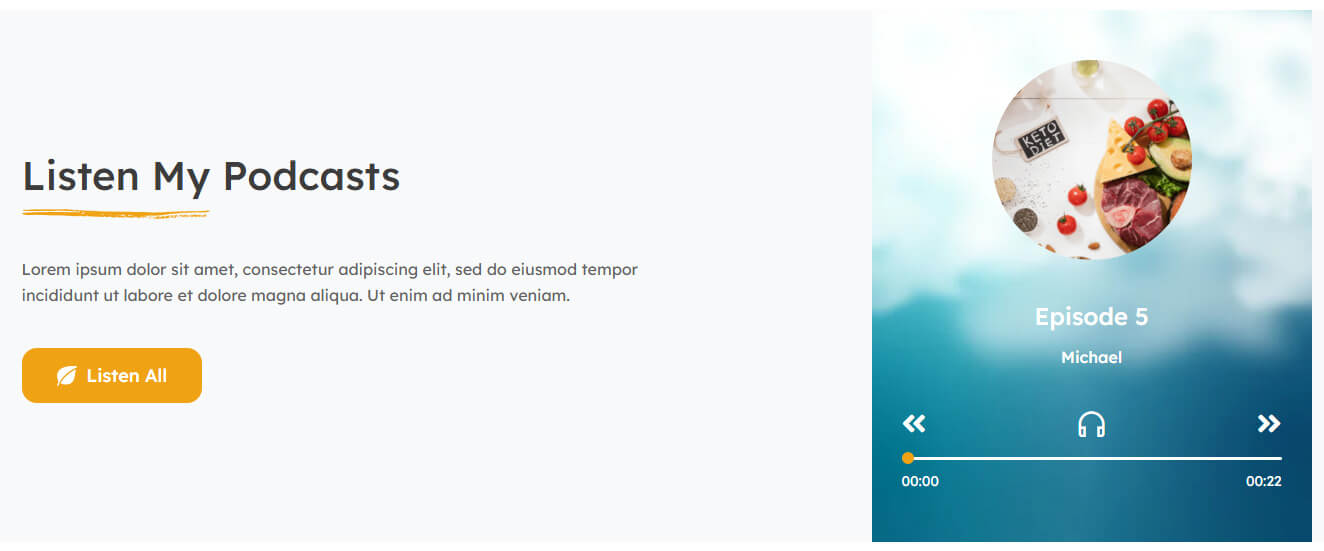 Listen My Podcasts
Lorem ipsum dolor sit amet, consectetur adipiscing elit, sed do eiusmod tempor
incididunt ut labore et dolore magna aliqua. Ut enim ad minim veniam.
Listen All
KETO
DIET
Episode 5
Michael
00:00 00:22